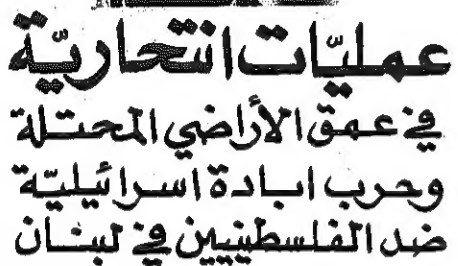 عمليّات انتحاريّة
في عمق الأراضي المحتلة
وحرب ابادة اسرائيليّة
ضد الفلسطينيين في لبنان